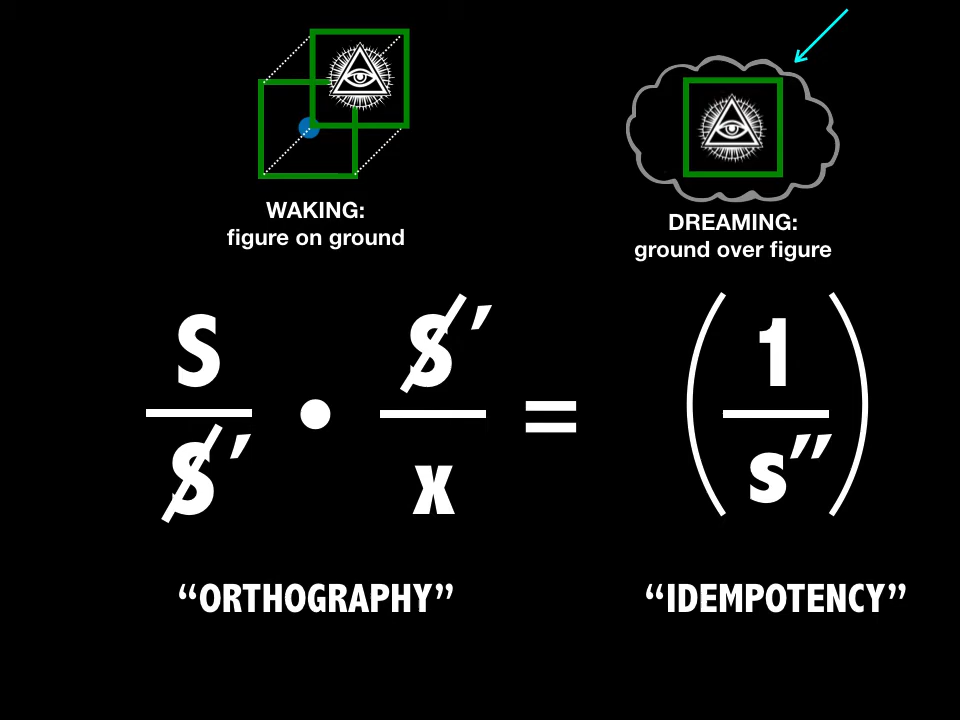 WAKING:
figure on ground
DREAMING:
ground over figure
S
S̸′
•
S̸′
x
=
(
1
s″
)
“ORTHOGRAPHY”
“IDEMPOTENCY”